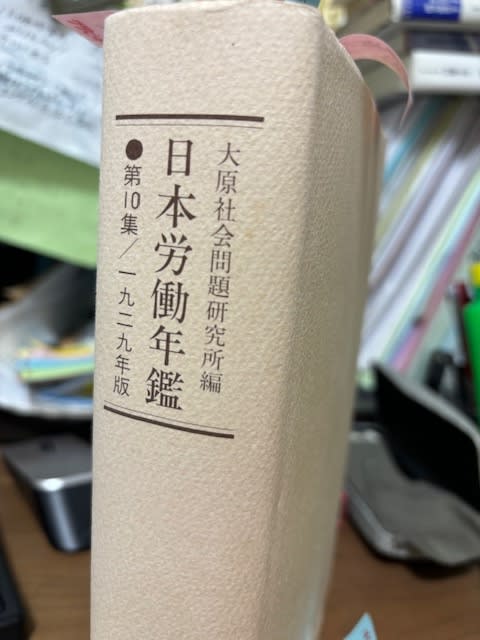 大原社会問題研究所編
日本労働年鑑
●第10集/一九二九年版